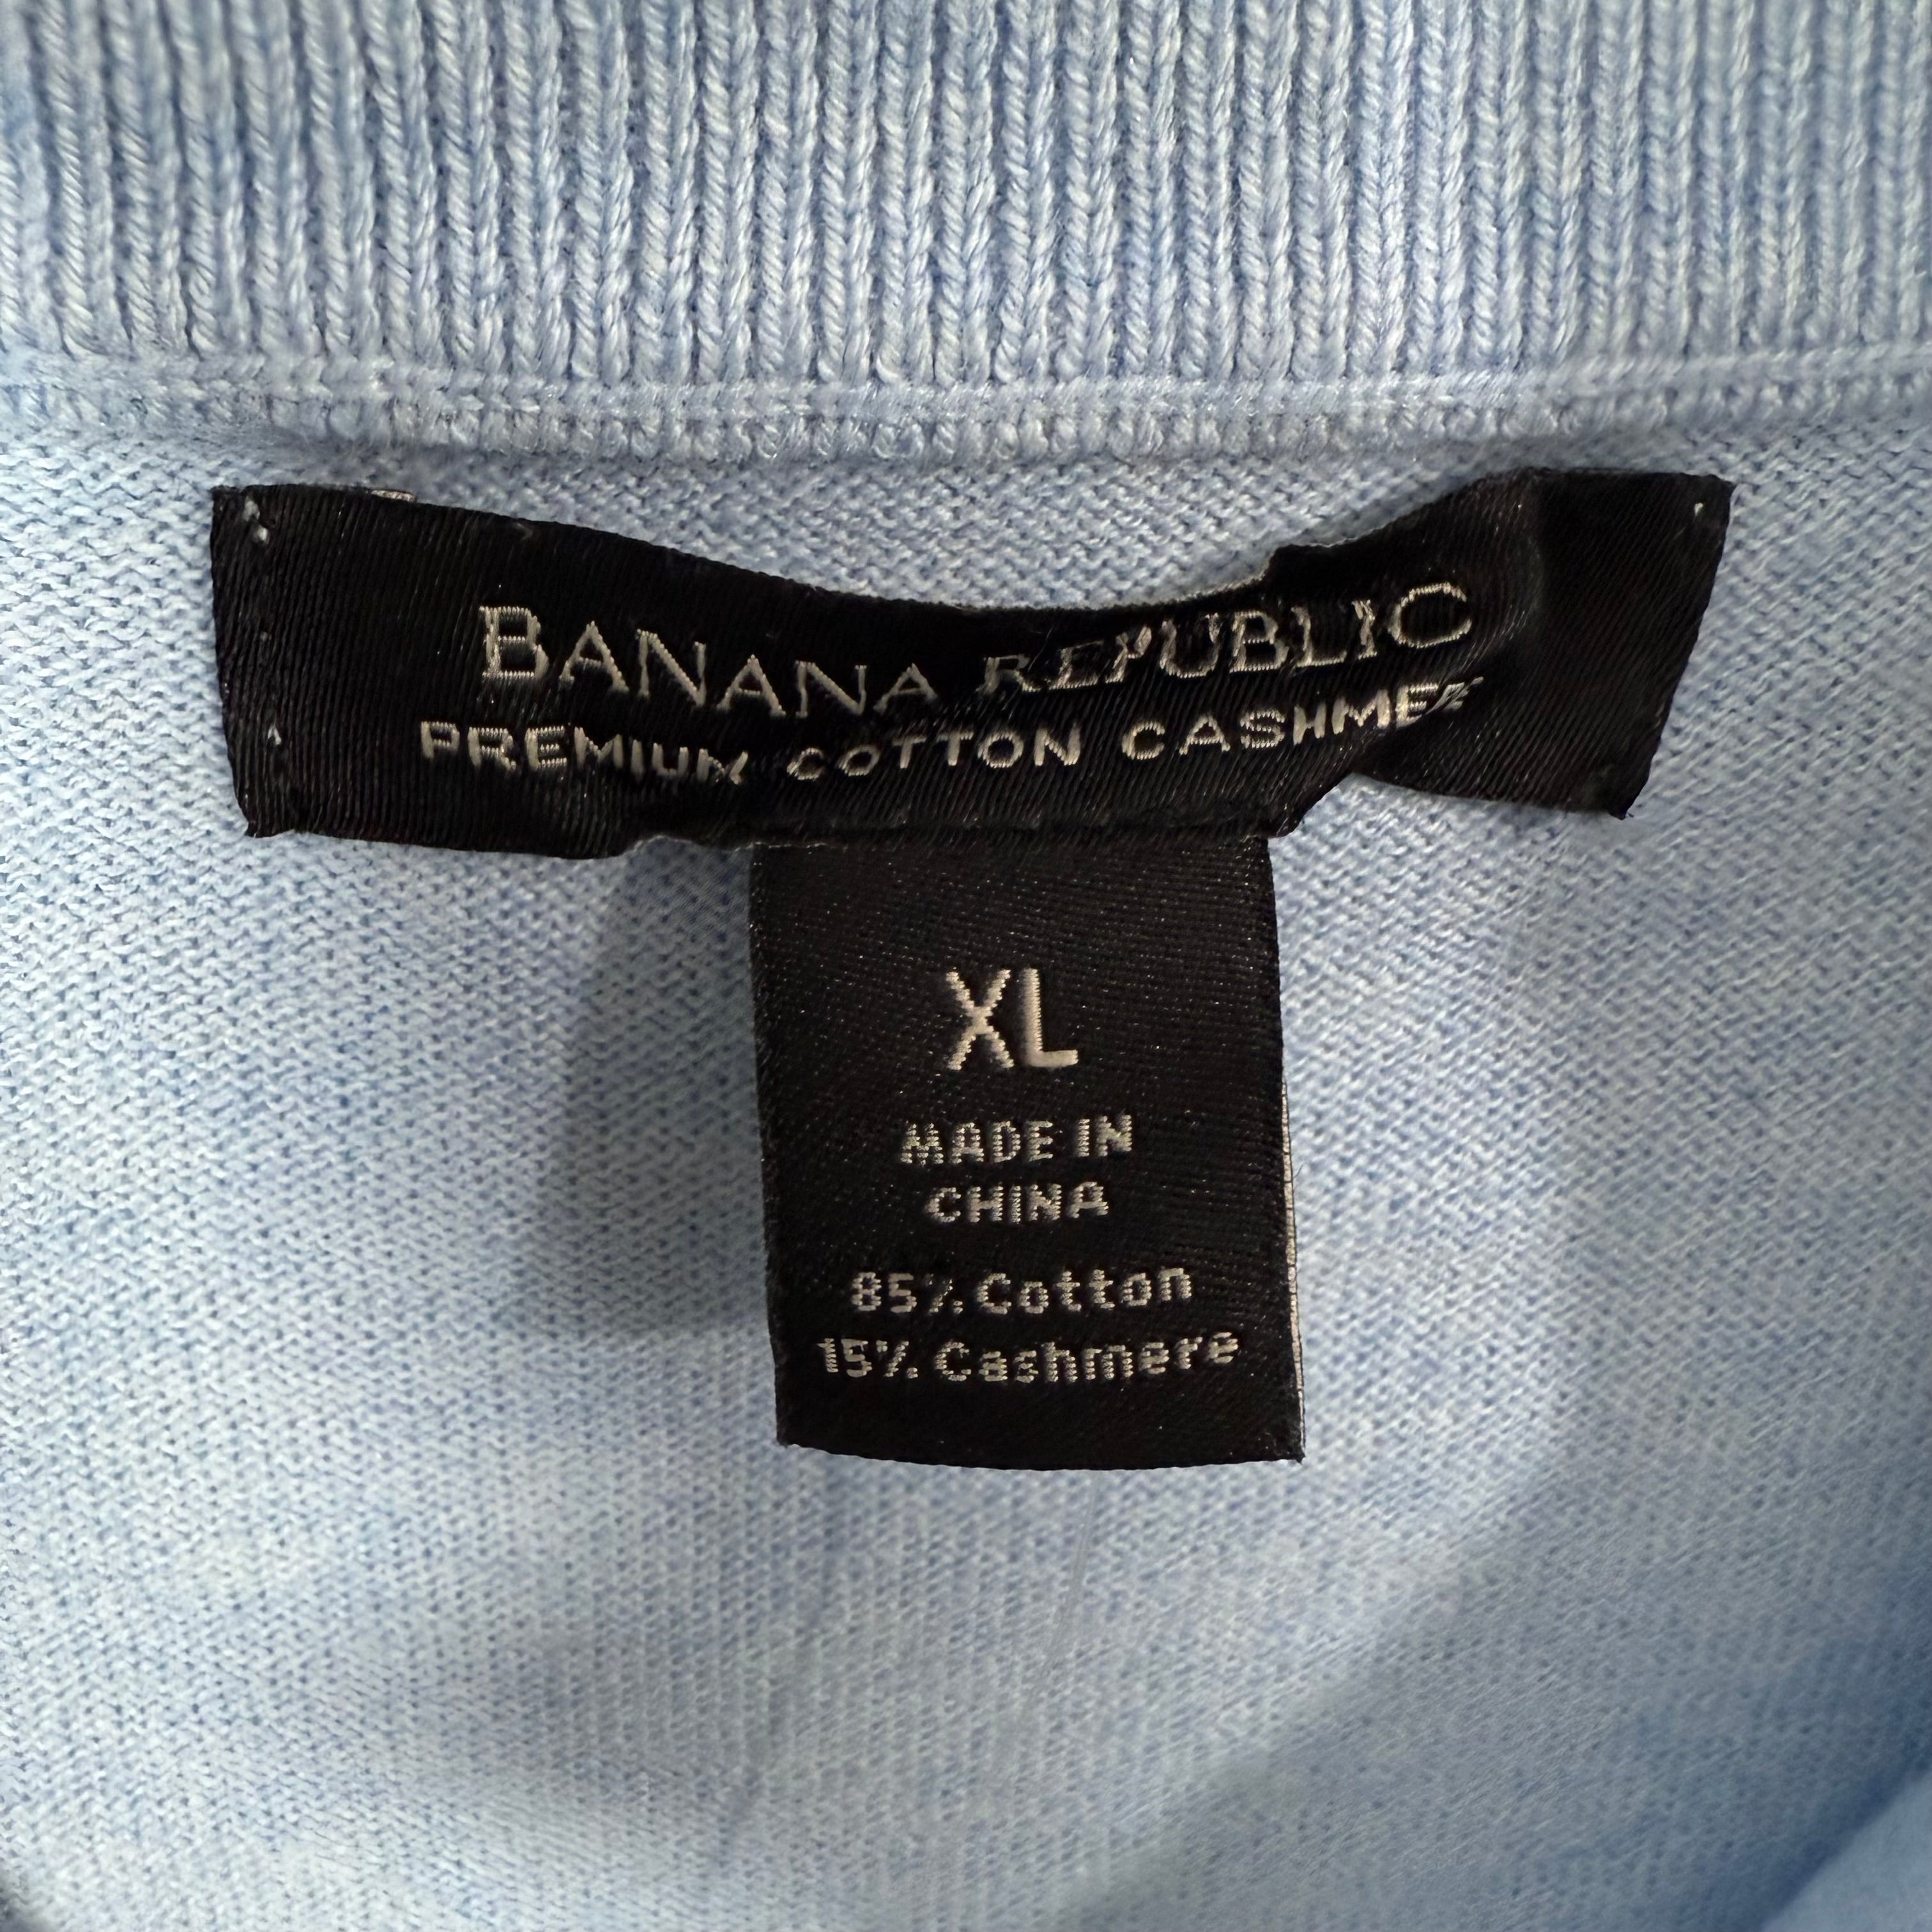 BANANA REPUBLIC
PREMIUM COTTON CASHMERE
XL
MADE IN
CHINA
85% Cotton
15% Cashmere